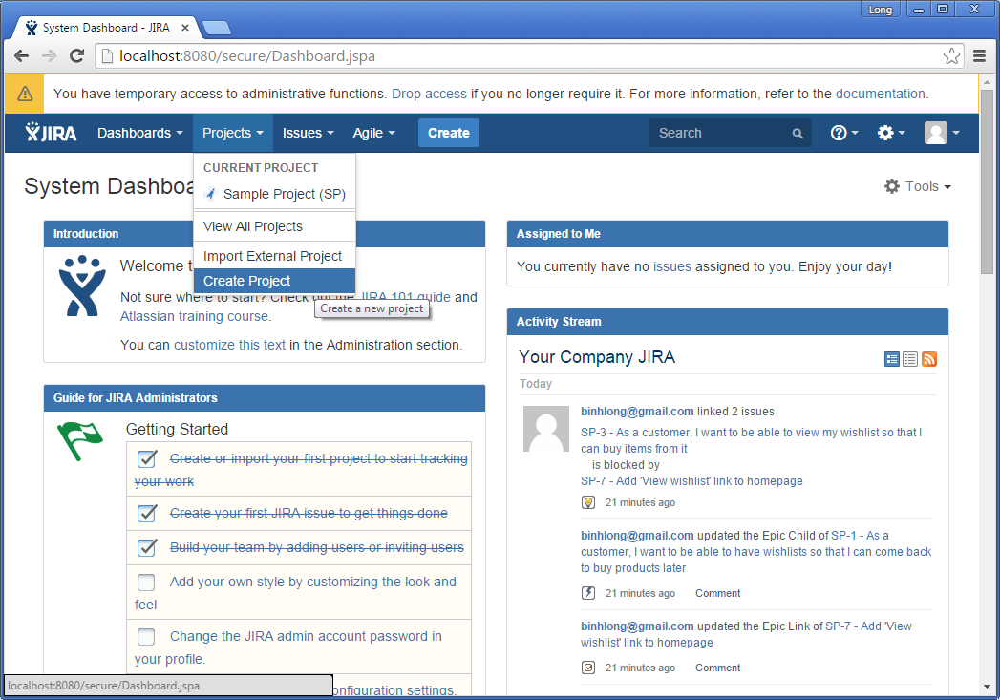 Long
System Dashboard - JIRA
localhost:8080/secure/Dashboard.jspa
You have temporary access to administrative functions. Drop access if you no longer require it. For more information, refer to the documentation.
JIRA Dashboards Projects Issues Agile Create Search
CURRENT PROJECT
Sample Project (SP)
View All Projects
Import External Project
Create Project
Create a new project
System Dashboa
Tools
Introduction
Welcome t
Not sure where to start? Check out the JIRA 101 guide and
Atlassian training course.
You can customize this text in the Administration section.
Guide for JIRA Administrators
Getting Started
Create or import your first project to start tracking
your work
Create your first JIRA issue to get things done
Build your team by adding users or inviting users
Add your own style by customizing the look and
feel
Change the JIRA admin account password in
your profile.
onfiguration settings.
Assigned to Me
You currently have no issues assigned to you. Enjoy your day!
Activity Stream
Your Company JIRA
Today
binhlong@gmail.com linked 2 issues
SP-3 - As a customer, I want to be able to view my wishlist so that I
can buy items from it
is blocked by
SP-7 - Add 'View wishlist' link to homepage
21 minutes ago
binhlong@gmail.com updated the Epic Child of SP-1 - As a
customer, I want to be able to have wishlists so that I can come back
to buy products later
21 minutes ago Comment
binhlong@gmail.com updated the Epic Link of SP-7 - Add 'View
wishlist' link to homepage
21 minutes ago Comment
localhost:8080/secure/Dashboard.jspa